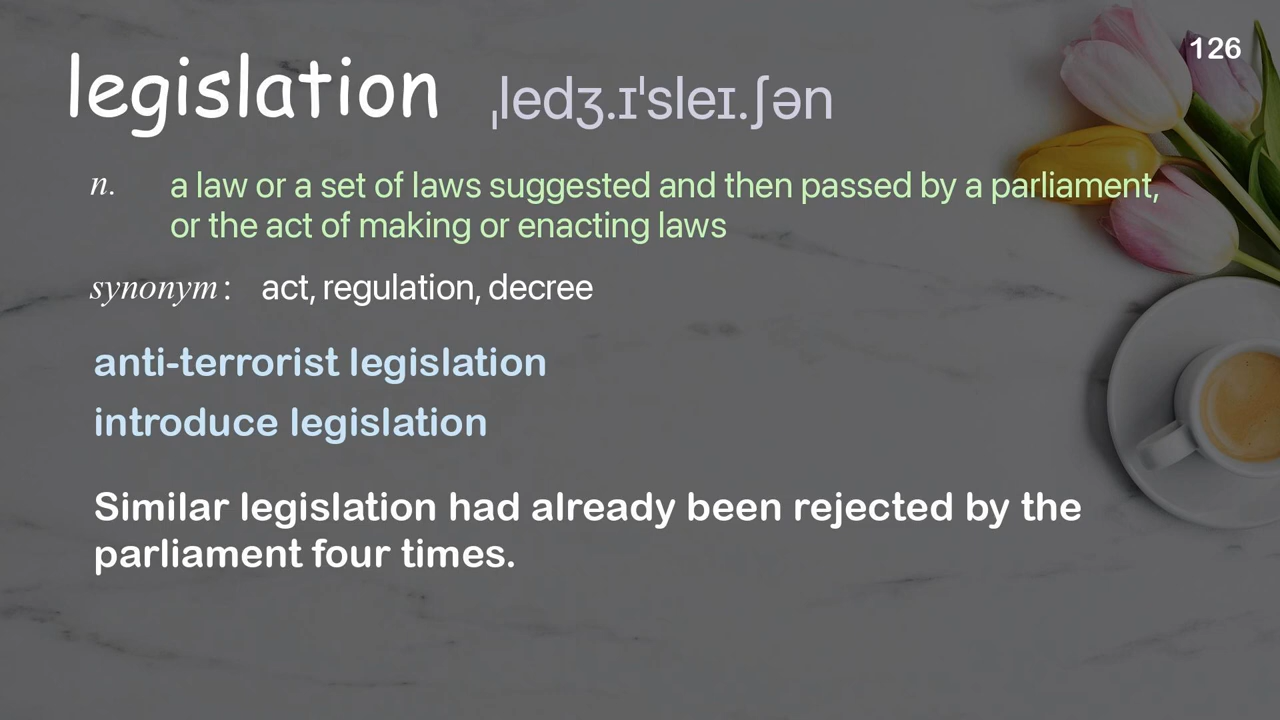 126
legislation ˌledʒ.ɪˈsleɪ.ʃən
n. a law or a set of laws suggested and then passed by a parliament,
or the act of making or enacting laws
synonym : act, regulation, decree
anti-terrorist legislation
introduce legislation
Similar legislation had already been rejected by the
parliament four times.